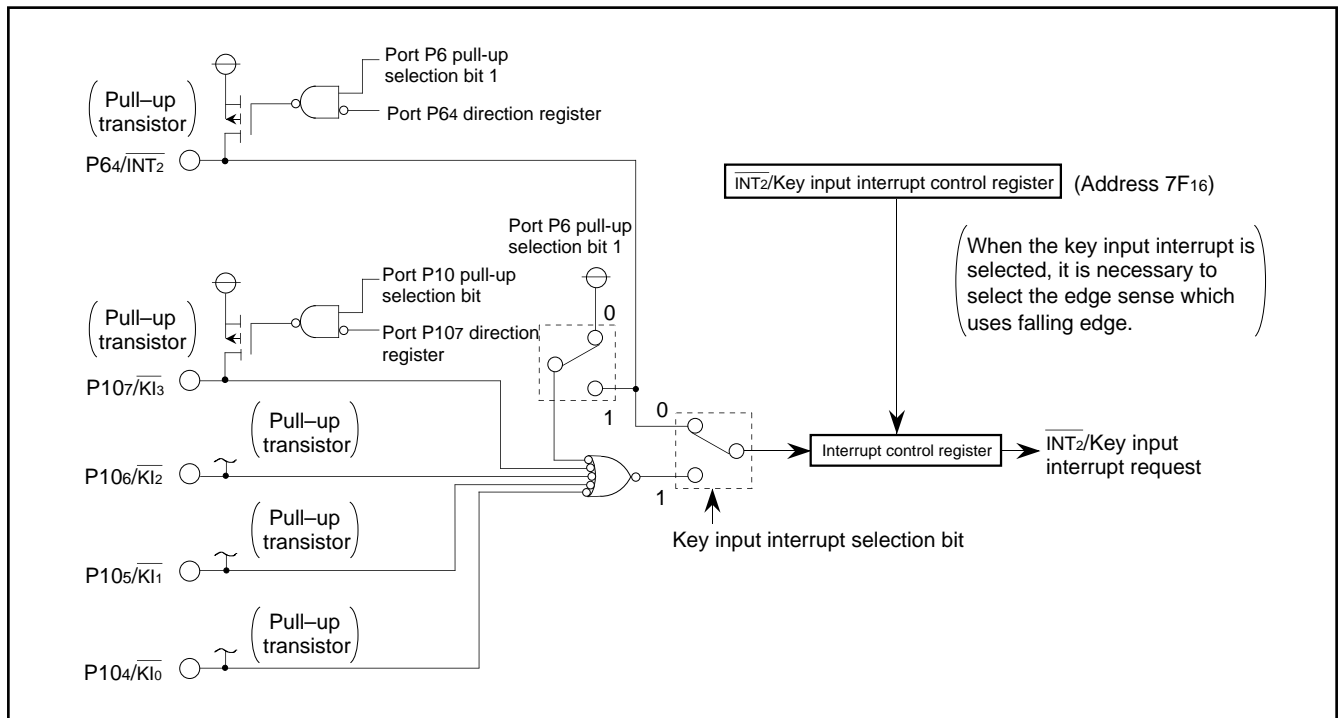 Port P6 pull-up
selection bit 1
Port P64 direction register
Pull–up
transistor
P64/INT2
INT2/Key input interrupt control register
(Address 7F16)
When the key input interrupt is
selected, it is necessary to
select the edge sense which
uses falling edge.
Port P6 pull-up
selection bit 1
0
1
Port P10 pull-up
selection bit
Port P107 direction
register
Pull–up
transistor
P107/KI3
0
1
Key input interrupt selection bit
Interrupt control register
INT2/Key input
interrupt request
Pull–up
transistor
P106/KI2
Pull–up
transistor
P105/KI1
Pull–up
transistor
P104/KI0